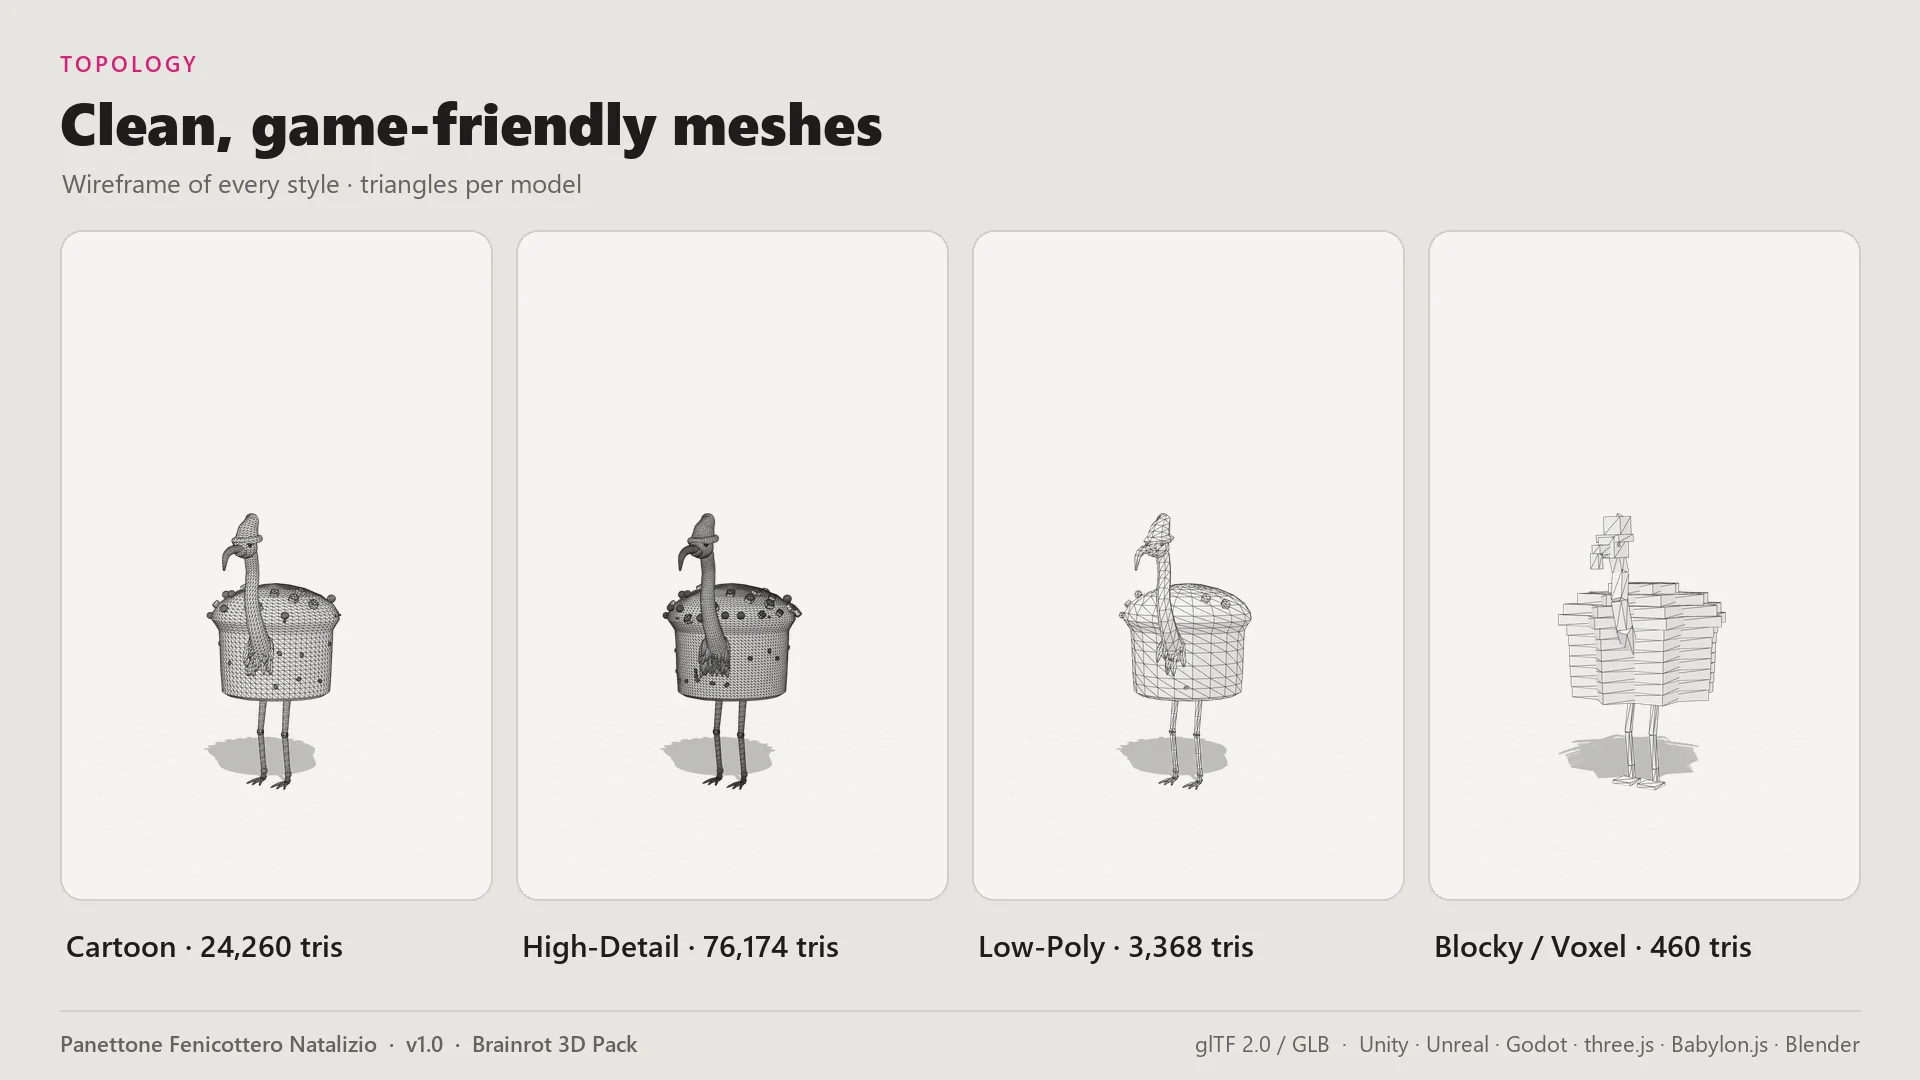 TOPOLOGY
Clean, game-friendly meshes
Wireframe of every style · triangles per model
Cartoon · 24,260 tris
High-Detail · 76,174 tris
Low-Poly · 3,368 tris
Blocky / Voxel · 460 tris
Panettone Fenicottero Natalizio · v1.0 · Brainrot 3D Pack
glTF 2.0 / GLB · Unity · Unreal · Godot · three.js · Babylon.js · Blender